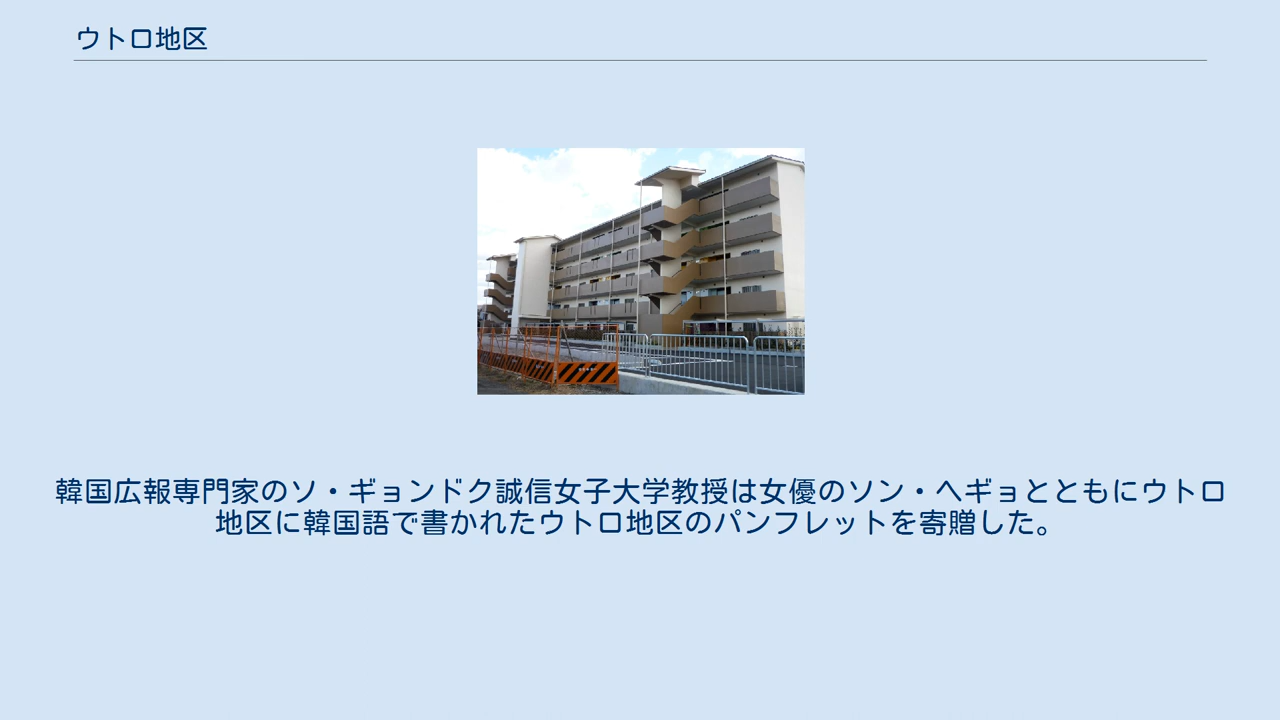 ウトロ地区
韓国広報専門家のソ・ギョンドク誠信女子大学教授は女優のソン・ヘギョとともにウトロ
地区に韓国語で書かれたウトロ地区のパンフレットを寄贈した。